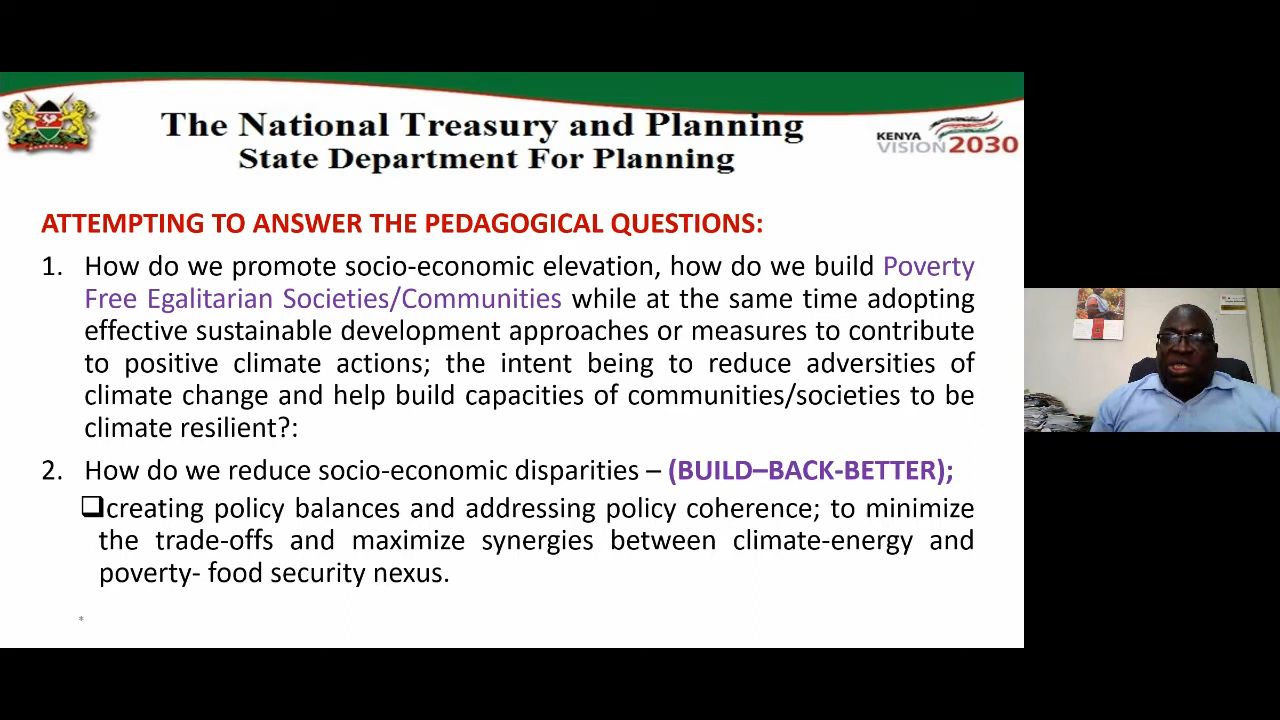 The National Treasury and Planning
State Department For Planning
KENYA
VISION 2030
ATTEMPTING TO ANSWER THE PEDAGOGICAL QUESTIONS:
1. How do we promote socio-economic elevation, how do we build Poverty
Free Egalitarian Societies/Communities while at the same time adopting
effective sustainable development approaches or measures to contribute
to positive climate actions; the intent being to reduce adversities of
climate change and help build capacities of communities/societies to be
climate resilient?:
2. How do we reduce socio-economic disparities – (BUILD–BACK-BETTER);
❑creating policy balances and addressing policy coherence; to minimize
the trade-offs and maximize synergies between climate-energy and
poverty- food security nexus.
*